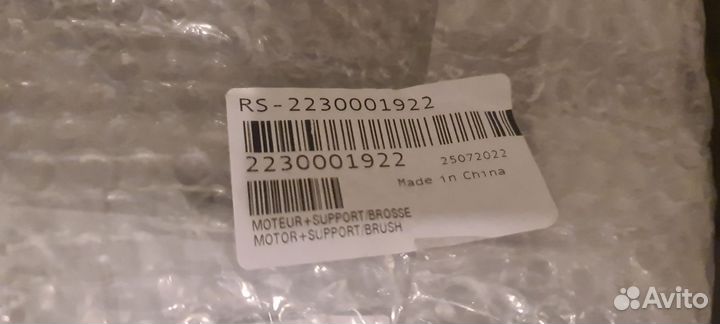 RS-2230001922
2230001922 25072022
Made in China
MOTEUR+SUPPORT/BROSSE
MOTOR+SUPPORT/BRUSH
Avito